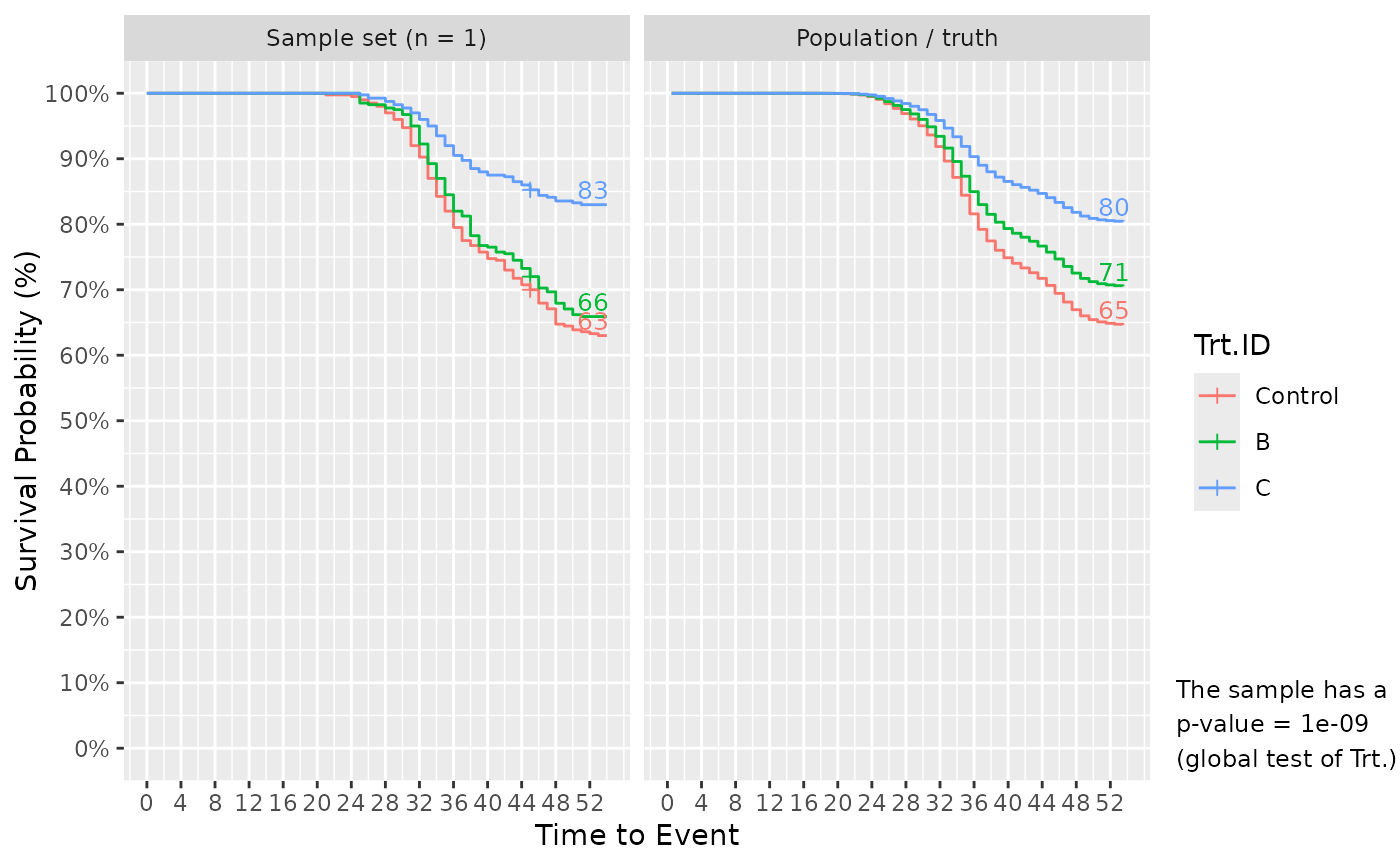 Sample set (n = 1)
Population / truth
Survival Probability (%)
100%
90%
80%
70%
60%
50%
40%
30%
20%
10%
0%
83
66
63
80
71
65
0 4 8 12 16 20 24 28 32 36 40 44 48 52
0 4 8 12 16 20 24 28 32 36 40 44 48 52
Time to Event
Trt.ID
Control
B
C
The sample has a
p-value = 1e-09
(global test of Trt.)